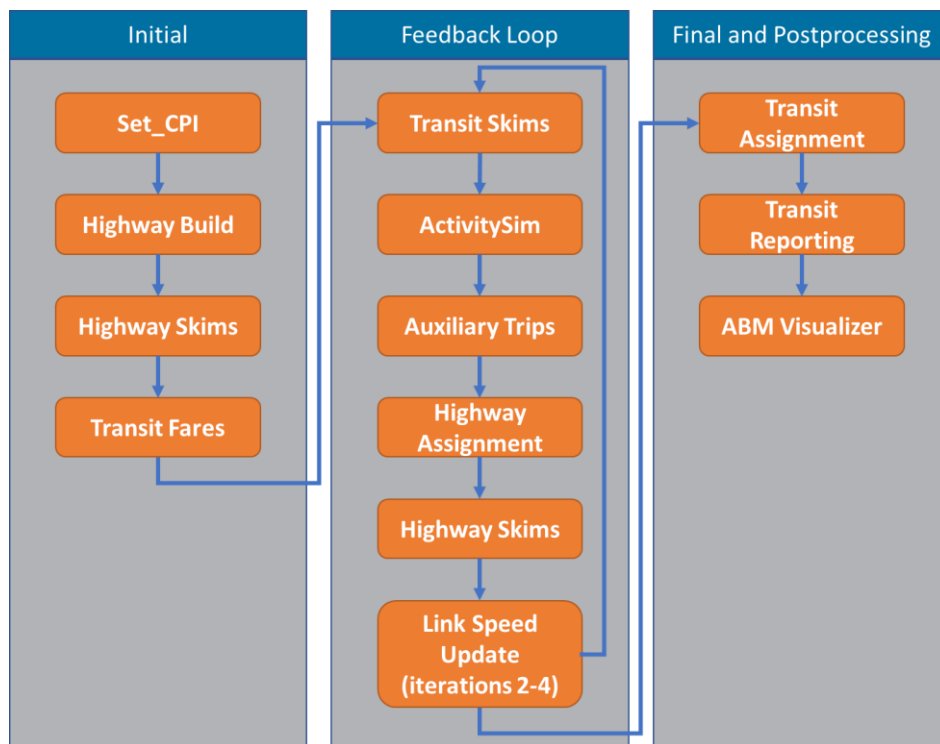 Initial
Set_CPI
Highway Build
Highway Skims
Transit Fares
Feedback Loop
Transit Skims
ActivitySim
Auxiliary Trips
Highway
Assignment
Highway Skims
Link Speed
Update
(iterations 2-4)
Final and Postprocessing
Transit
Assignment
Transit
Reporting
ABM Visualizer